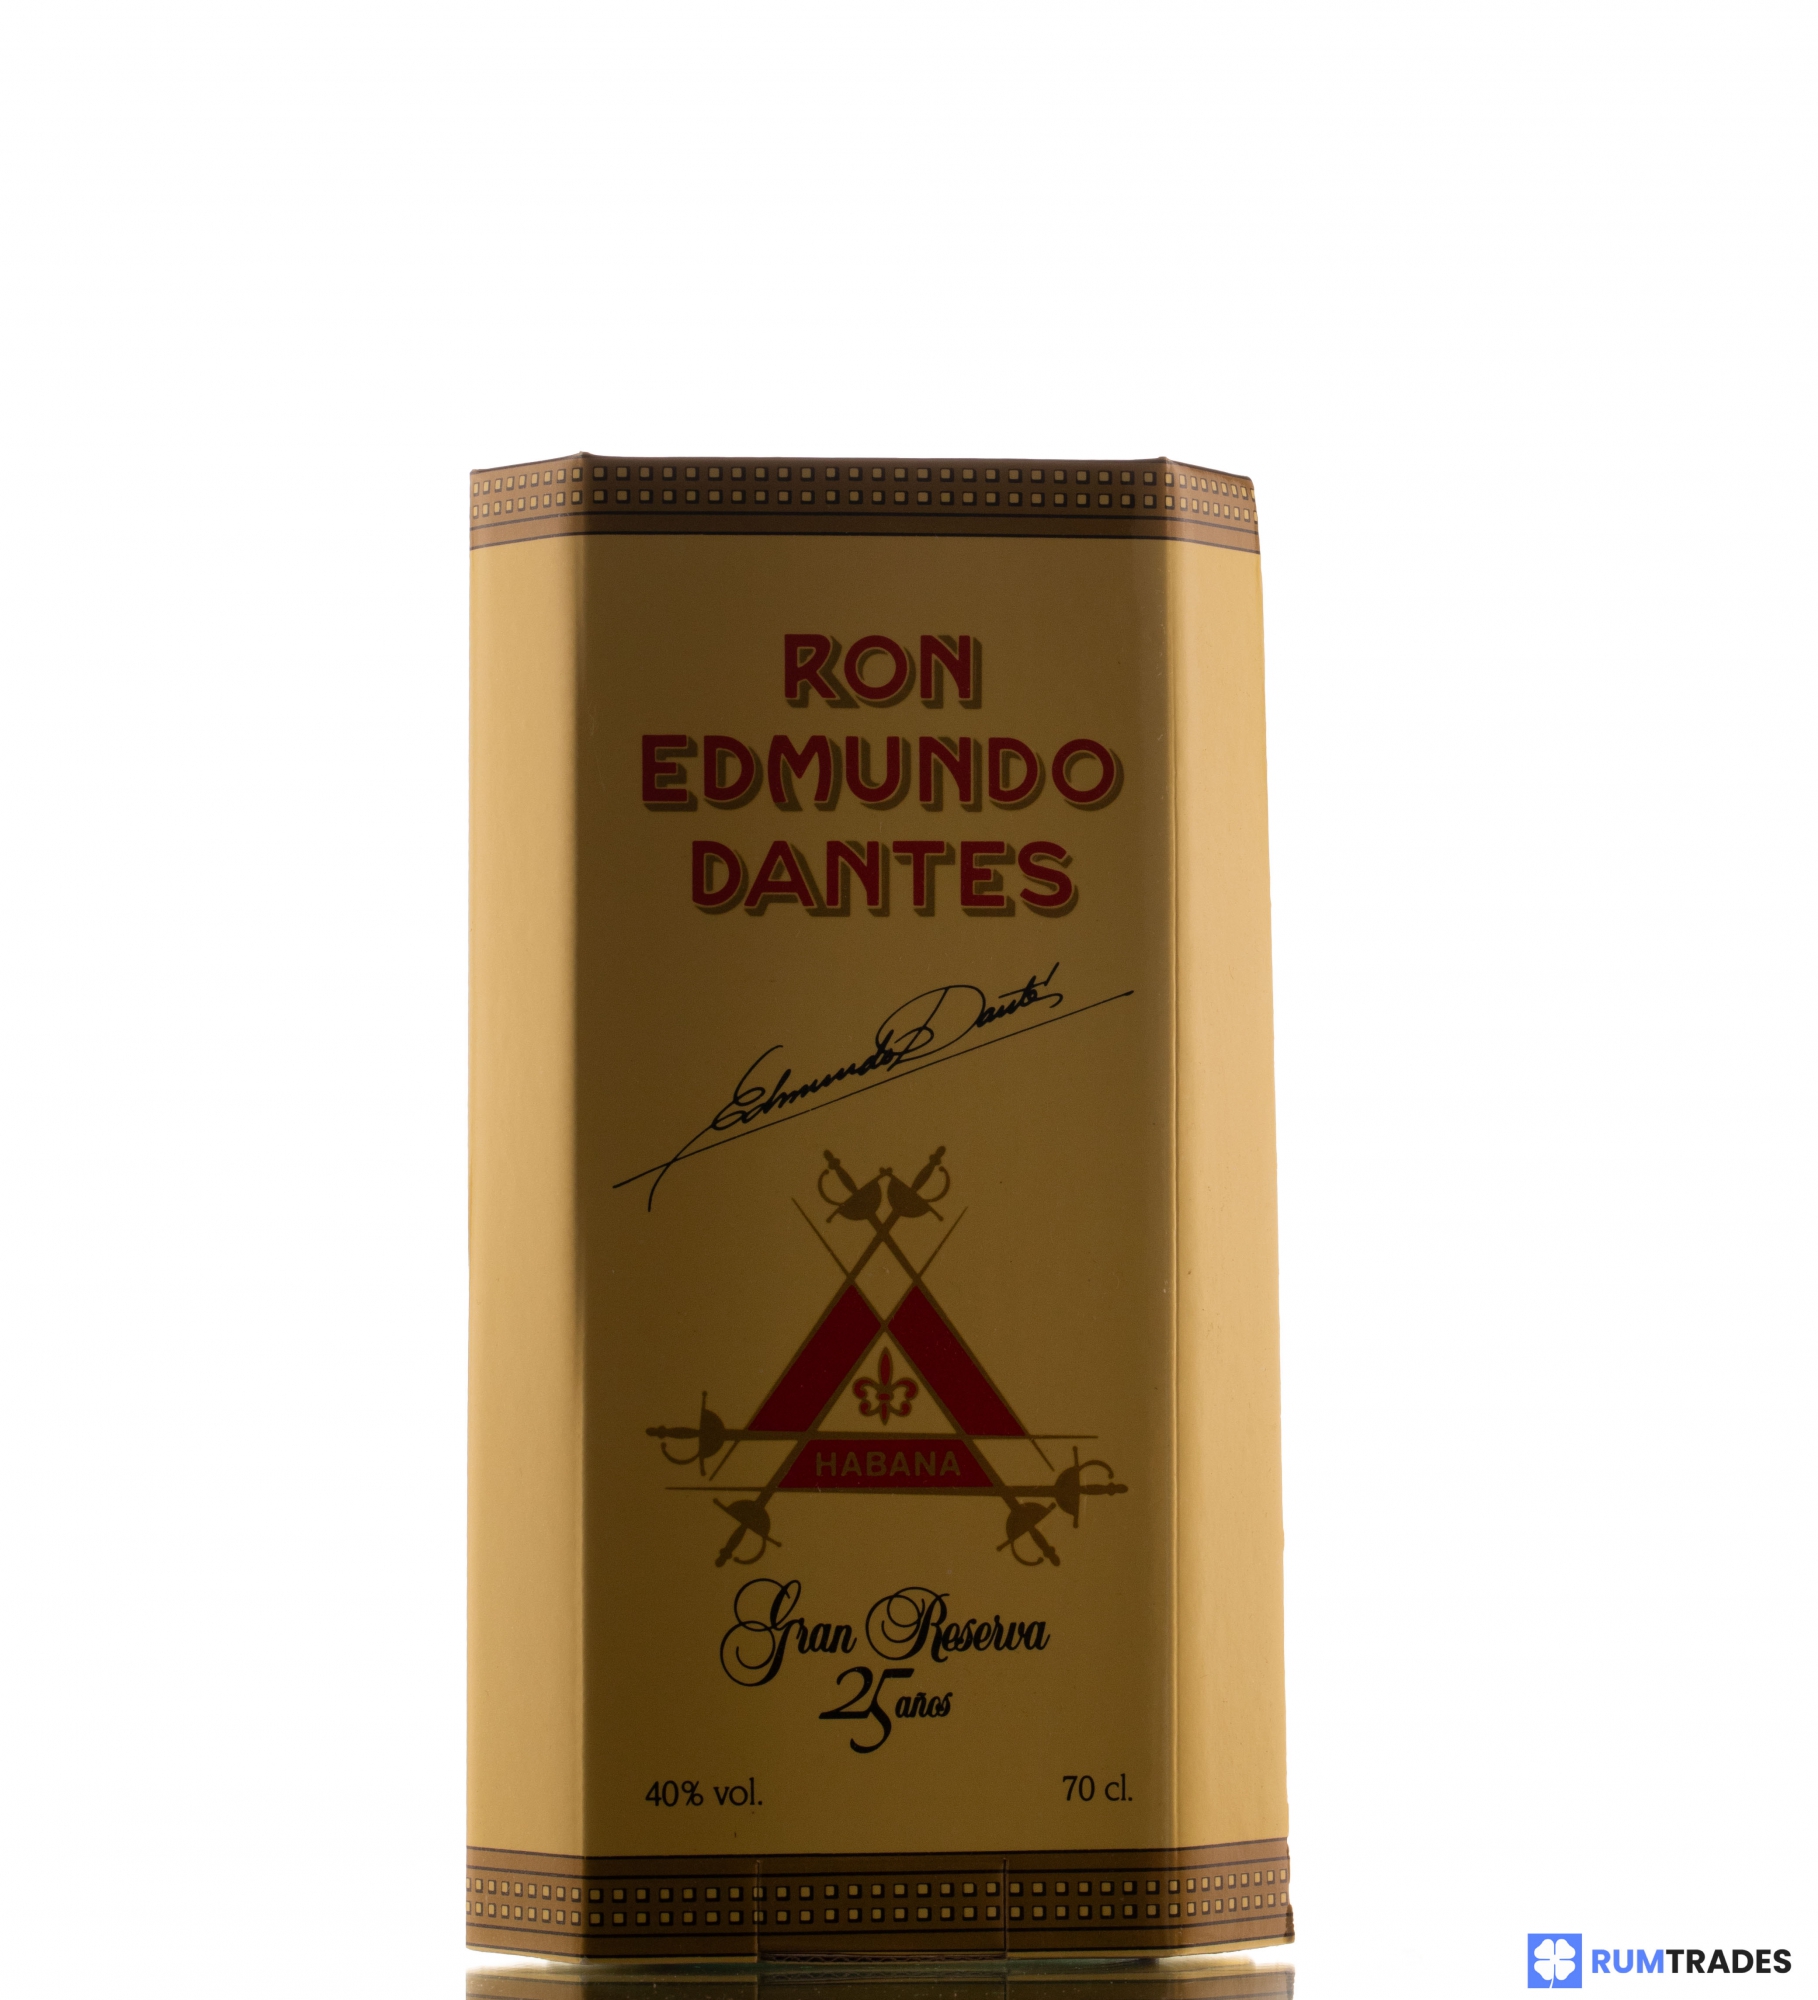 RON
EDMUNDO
DANTES
Edmundo Dantés
HABANA
Gran Reserva
25 años
40% vol.
70 cl.
RUMTRADES